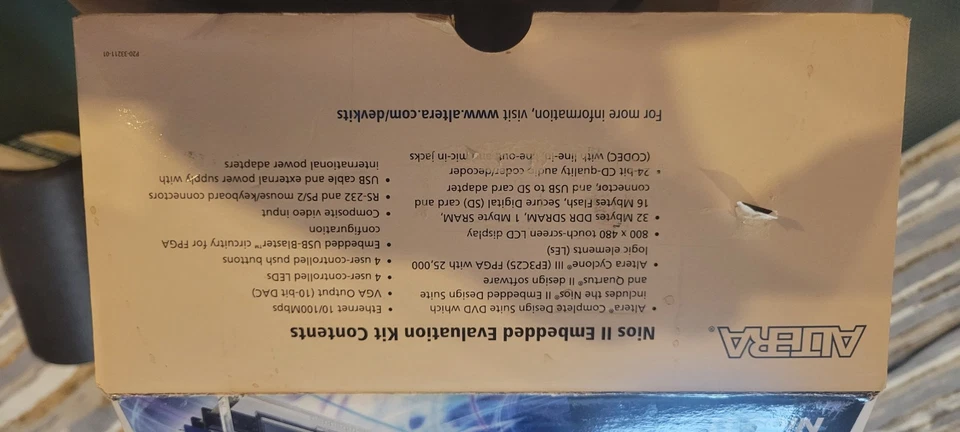 ALTERA®
Nios II Embedded Evaluation Kit Contents
• Altera® Complete Design Suite DVD which
includes the Nios® II Embedded Design Suite
and Quartus® II design software
• Altera Cyclone® III (EP3C25) FPGA with 25,000
logic elements (LEs)
• 800 x 480 touch-screen LCD display
• 32 Mbytes DDR SDRAM, 1 Mbyte SRAM,
16 Mbytes Flash, Secure Digital (SD) card and
connector, and USB to SD card adapter
• 24-bit CD-quality audio coder/decoder
(CODEC) with line-in, line-out, and mic-in jacks
• Ethernet 10/100Mbps
• VGA Output (10-bit DAC)
• 4 user-controlled LEDs
• 4 user-controlled push buttons
• Embedded USB-Blaster™ circuitry for FPGA
configuration
• Composite video input
• RS-232 and PS/2 mouse/keyboard connectors
• USB cable and external power supply with
international power adapters
For more information, visit www.altera.com/devkits
P20-33211-01